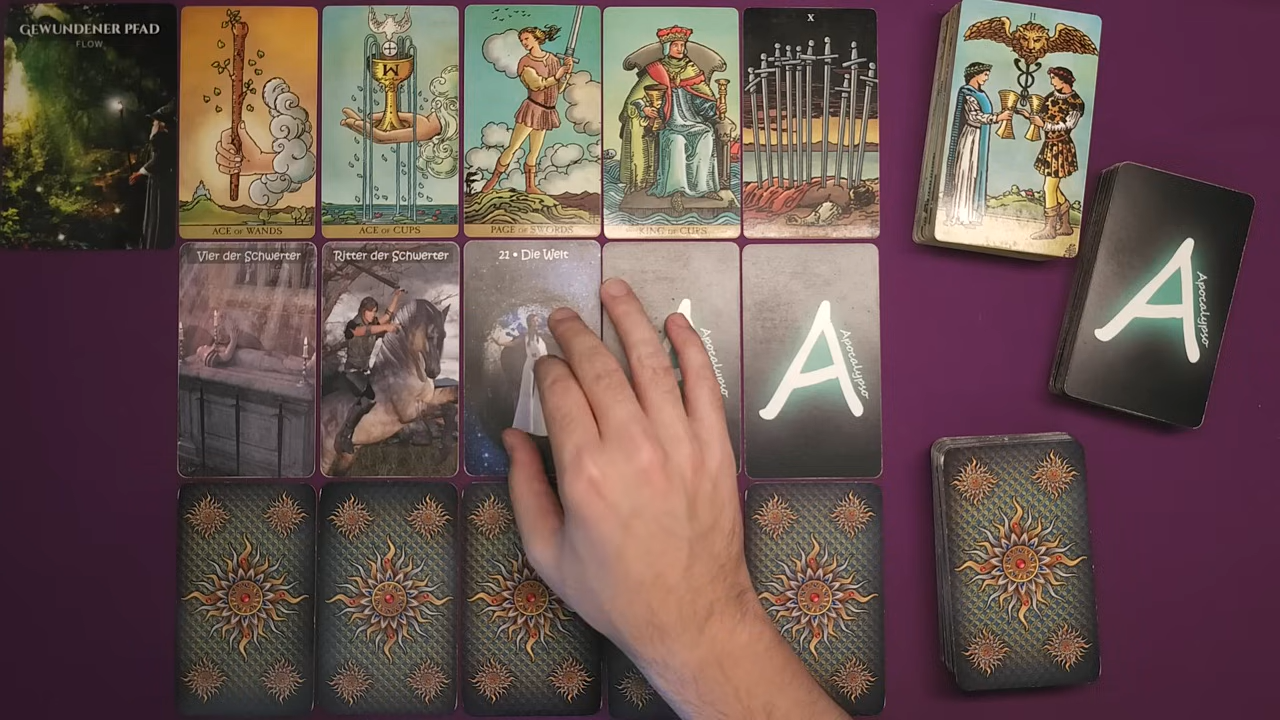 GEWUNDENER PFAD
FLOW
ACE OF WANDS
ACE OF CUPS
PAGE OF SWORDS
KING OF CUPS
X
Vier der Schwerter
Ritter der Schwerter
21 • Die Welt
A
Apocalypso
A
Apocalypso
A
Apocalypso